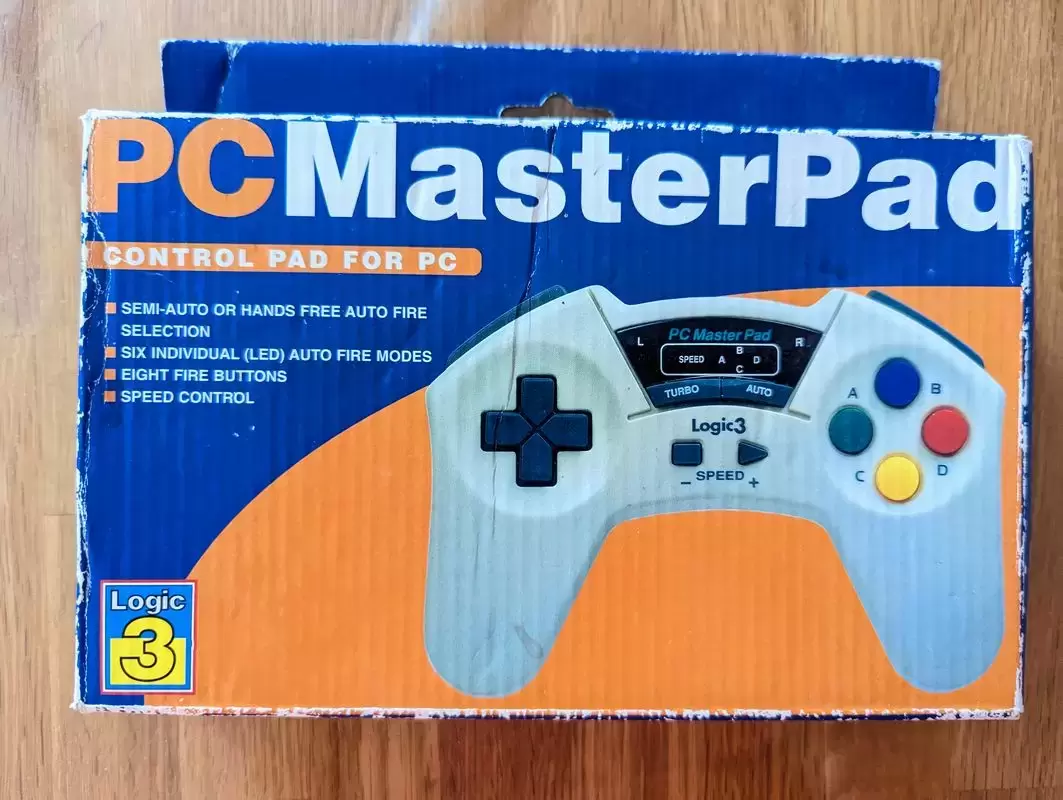 PCMasterPad
CONTROL PAD FOR PC
SEMI-AUTO OR HANDS FREE AUTO FIRE
SELECTION
SIX INDIVIDUAL (LED) AUTO FIRE MODES
EIGHT FIRE BUTTONS
SPEED CONTROL
PC Master Pad
L R
SPEED A B C D
TURBO AUTO
Logic3
- SPEED +
A B
C D
Logic
3